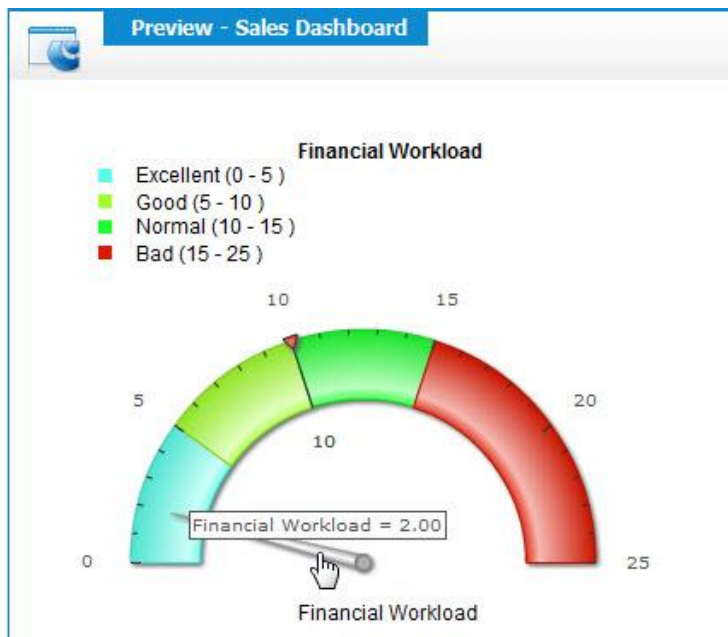 Preview - Sales Dashboard
Financial Workload
Excellent (0 - 5 )
Good (5 - 10 )
Normal (10 - 15 )
Bad (15 - 25 )
10
15
5
20
10
Financial Workload = 2.00
0
25
Financial Workload